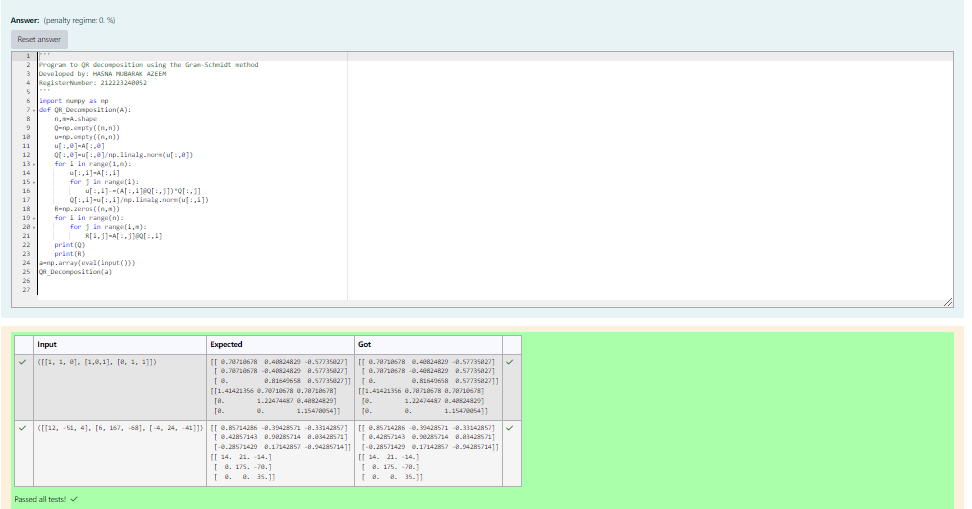 Answer: (penalty regime: 0. %)
Reset answer
1 '''
2 Program to QR decomposition using the Gram-Schmidt method
3 Developed by: HASNA MUBARAK AZEEM
4 RegisterNumber: 212223240052
5 '''
6 import numpy as np
7 def QR_Decomposition(A):
8 n,m=A.shape
9 Q=np.empty((n,n))
10 u=np.empty((n,n))
11 u[:,0]=A[:,0]
12 Q[:,0]=u[:,0]/np.linalg.norm(u[:,0])
13 for i in range(1,n):
14 u[:,i]=A[:,i]
15 for j in range(i):
16 u[:,i]-=(A[:,i]@Q[:,j])*Q[:,j]
17 Q[:,i]=u[:,i]/np.linalg.norm(u[:,i])
18 R=np.zeros((n,m))
19 for i in range(n):
20 for j in range(i,m):
21 R[i,j]=A[:,j]@Q[:,i]
22 print(Q)
23 print(R)
24 a=np.array(eval(input()))
25 QR_Decomposition(a)
26
27
Input Expected Got
([[1, 1, 0], [1,0,1], [0, 1, 1]]) [[ 0.70710678 0.40824829 -0.57735027] [[ 0.70710678 0.40824829 -0.57735027]
[ 0.70710678 -0.40824829 0.57735027] [ 0.70710678 -0.40824829 0.57735027]
[ 0. 0.81649658 0.57735027]] [ 0. 0.81649658 0.57735027]]
[[1.41421356 0.70710678 0.70710678] [[1.41421356 0.70710678 0.70710678]
[0. 1.22474487 0.40824829] [0. 1.22474487 0.40824829]
[0. 0. 1.15470054]] [0. 0. 1.15470054]]
([[12, -51, 4], [6, 167, -68], [-4, 24, -41]]) [[ 0.85714286 -0.39428571 -0.33142857] [[ 0.85714286 -0.39428571 -0.33142857]
[ 0.42857143 0.90285714 0.03428571] [ 0.42857143 0.90285714 0.03428571]
[-0.28571429 0.17142857 -0.94285714]] [-0.28571429 0.17142857 -0.94285714]]
[[ 14. 21. -14.] [[ 14. 21. -14.]
[ 0. 175. -70.] [ 0. 175. -70.]
[ 0. 0. 35.]] [ 0. 0. 35.]]
Passed all tests!